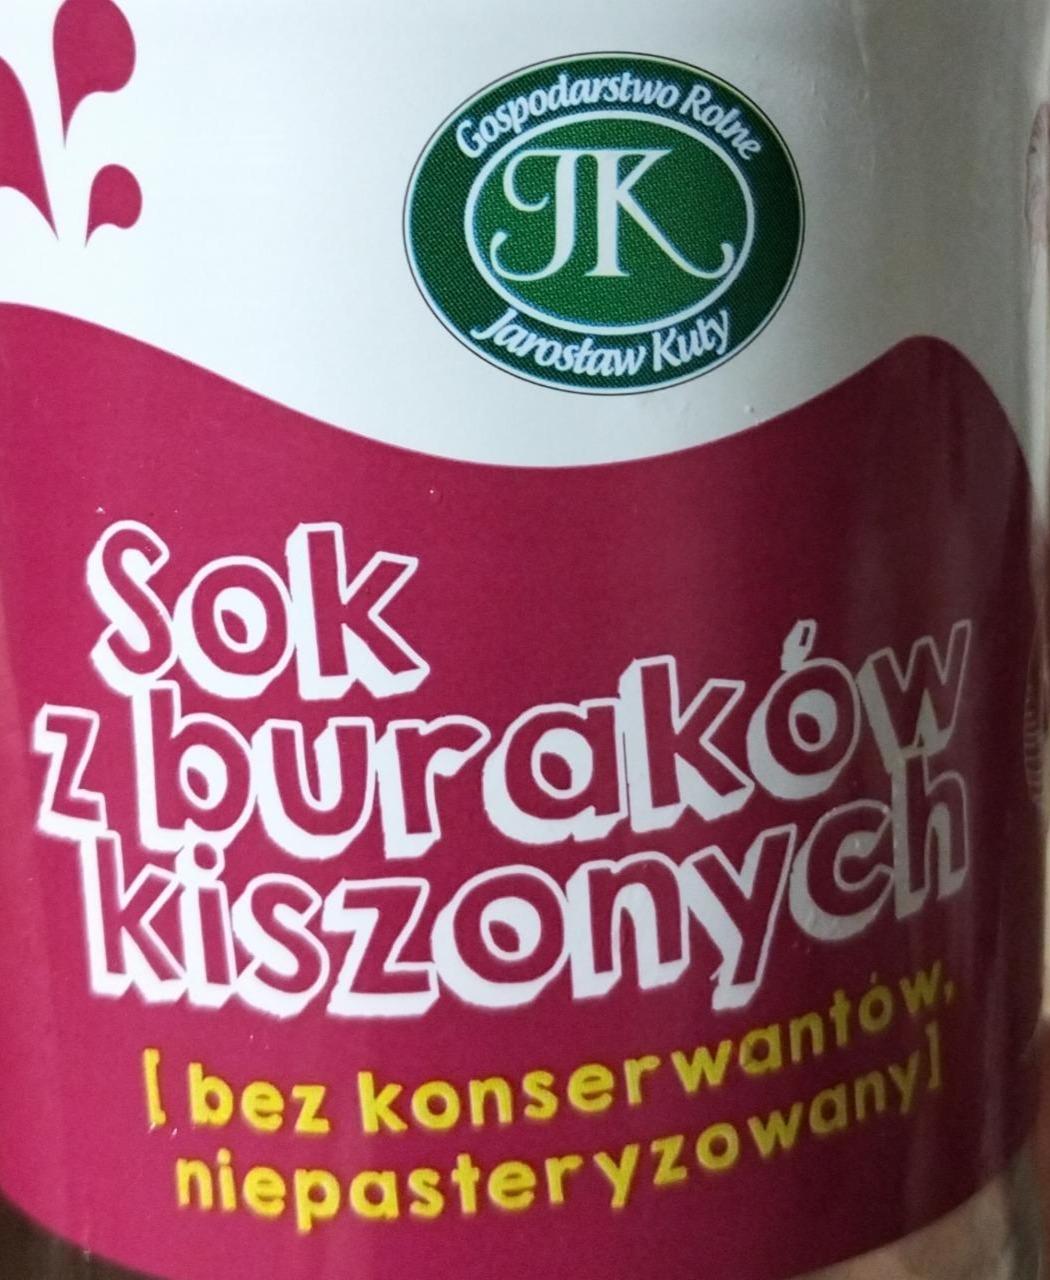 Gospodarstwo Rolne
JK
Jarosław Kuty
Sok
z buraków
kiszonych
[bez konserwantów,
niepasteryzowany]